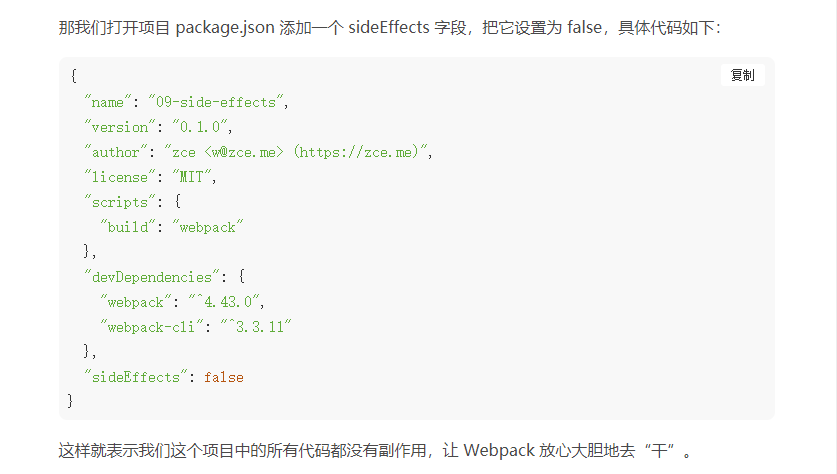 那我们打开项目 package.json 添加一个 sideEffects 字段，把它设置为 false，具体代码如下：
复制
{
"name": "09-side-effects",
"version": "0.1.0",
"author": "zce <w@zce.me> (https://zce.me)",
"license": "MIT",
"scripts": {
"build": "webpack"
},
"devDependencies": {
"webpack": "^4.43.0",
"webpack-cli": "^3.3.11"
},
"sideEffects": false
}
这样就表示我们这个项目中的所有代码都没有副作用，让 Webpack 放心大胆地去“干”。